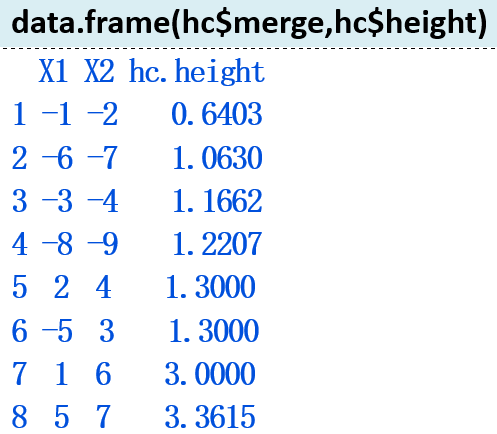 data.frame(hc$merge,hc$height)
X1 X2 hc.height
1 -1 -2 0.6403
2 -6 -7 1.0630
3 -3 -4 1.1662
4 -8 -9 1.2207
5 2 4 1.3000
6 -5 3 1.3000
7 1 6 3.0000
8 5 7 3.3615